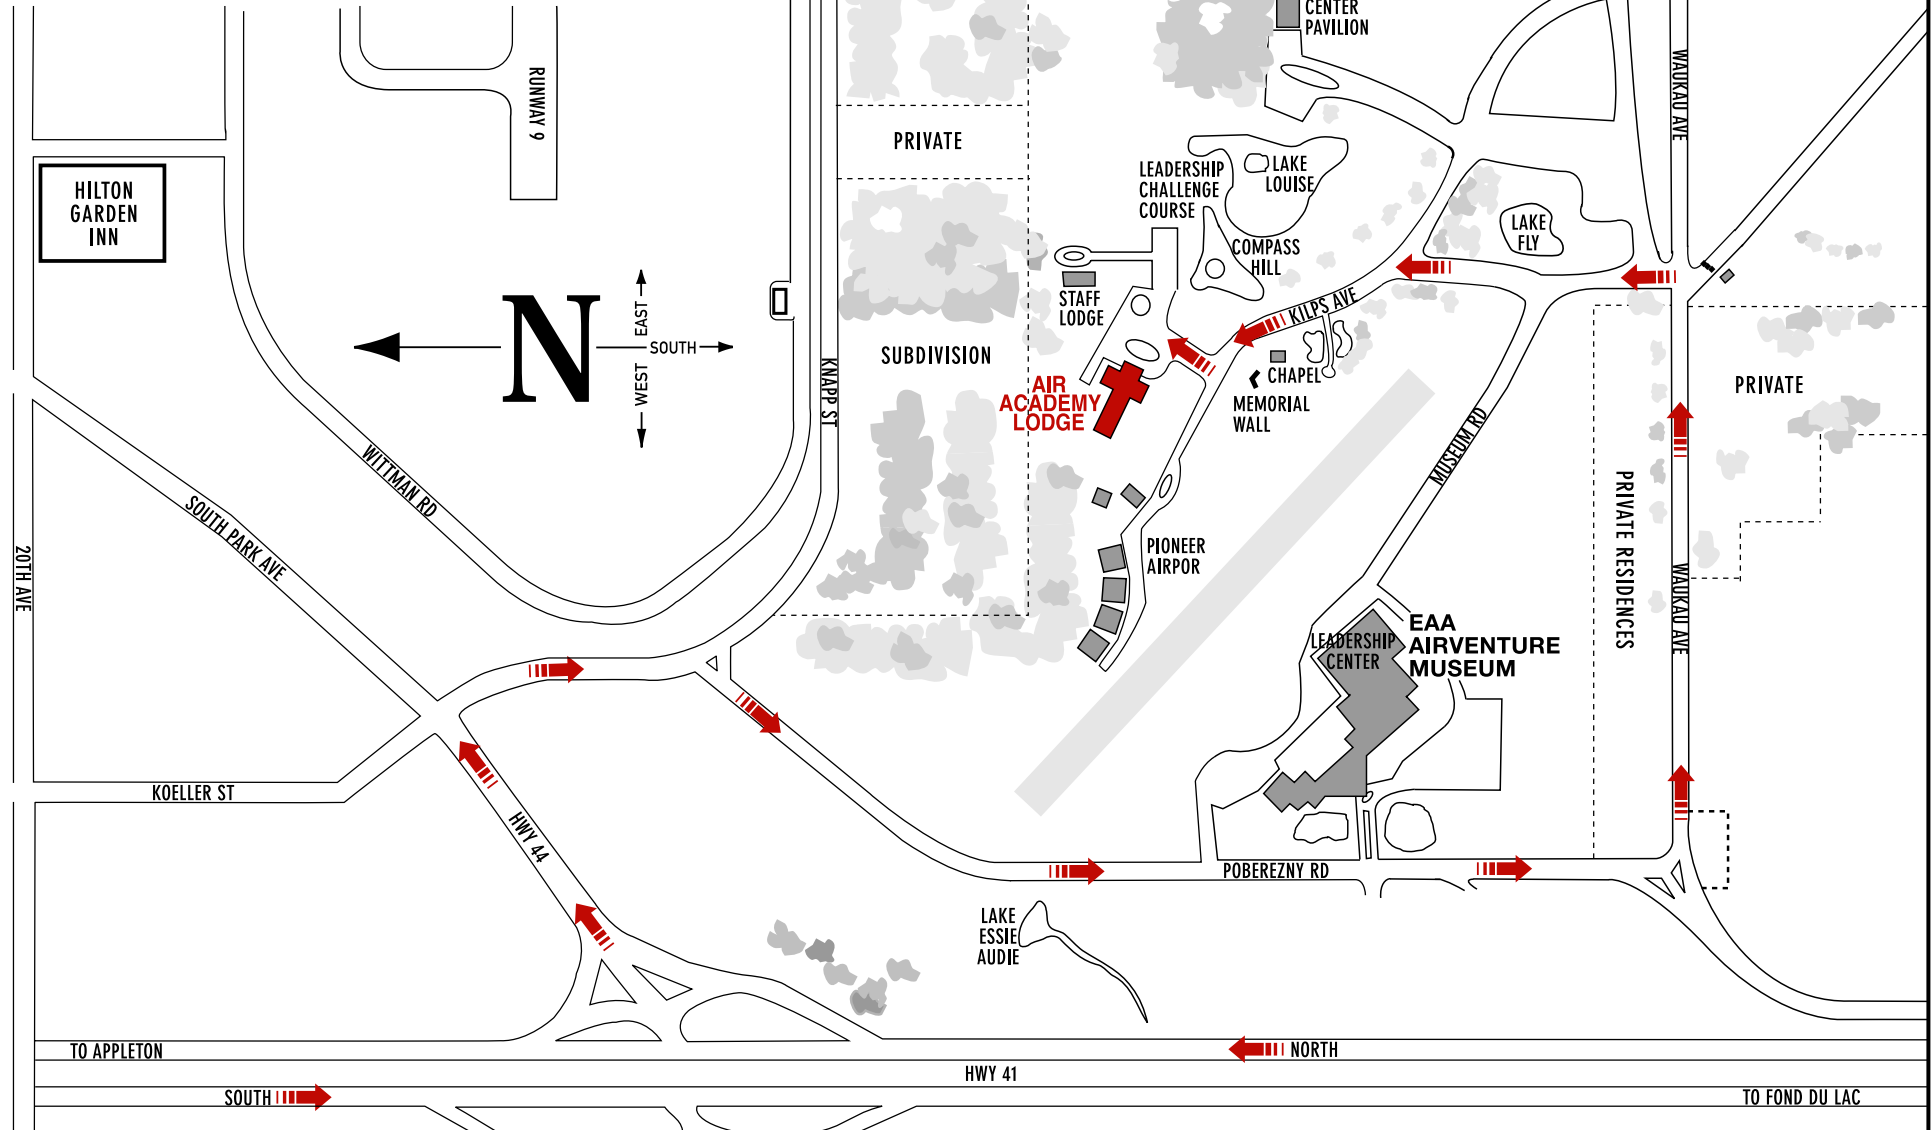 CENTER
PAVILION
RUNWAY 9
WAUKAU AVE
PRIVATE
HILTON
GARDEN
INN
LEADERSHIP
CHALLENGE
COURSE
LAKE
LOUISE
LAKE
FLY
COMPASS
HILL
STAFF
LODGE
KILPS AVE
N
EAST
SOUTH
WEST
SUBDIVISION
KNAPP ST
AIR
ACADEMY
LODGE
CHAPEL
MEMORIAL
WALL
PRIVATE
MUSEUM RD
WITTMAN RD
SOUTH PARK AVE
20TH AVE
PIONEER
AIRPOR
PRIVATE RESIDENCES
WAUKAU AVE
LEADERSHIP
CENTER
EAA
AIRVENTURE
MUSEUM
KOELLER ST
HWY 44
POBEREZNY RD
LAKE
ESSIE
AUDIE
TO APPLETON
NORTH
HWY 41
SOUTH
TO FOND DU LAC